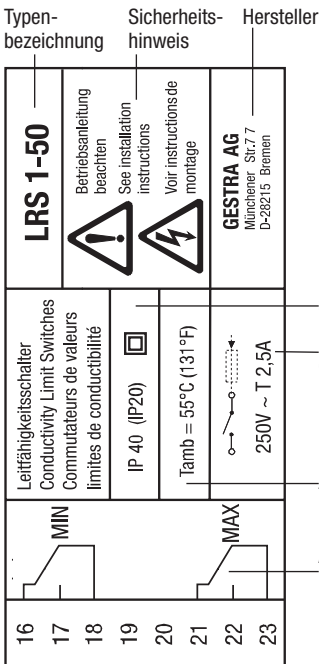 Typen-
bezeichnung
Sicherheits-
hinweis
Hersteller
LRS 1-50
Betriebsanleitung
beachten
See installation
instructions
Voir instructions de
montage
GESTRA AG
Münchener Str.7 7
D-28215 Bremen
Leitfähigkeitsschalter
Conductivity Limit Switches
Commutateurs de valeurs
limites de conductibilité
IP 40 (IP20)
Tamb = 55°C (131°F)
250V ~ T 2,5A
MIN
MAX
16
17
18
19
20
21
22
23